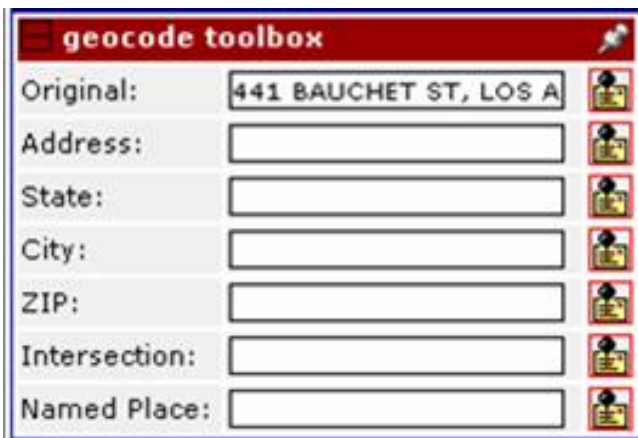 geocode toolbox
Original: 441 BAUCHET ST, LOS A
Address:
State:
City:
ZIP:
Intersection:
Named Place: